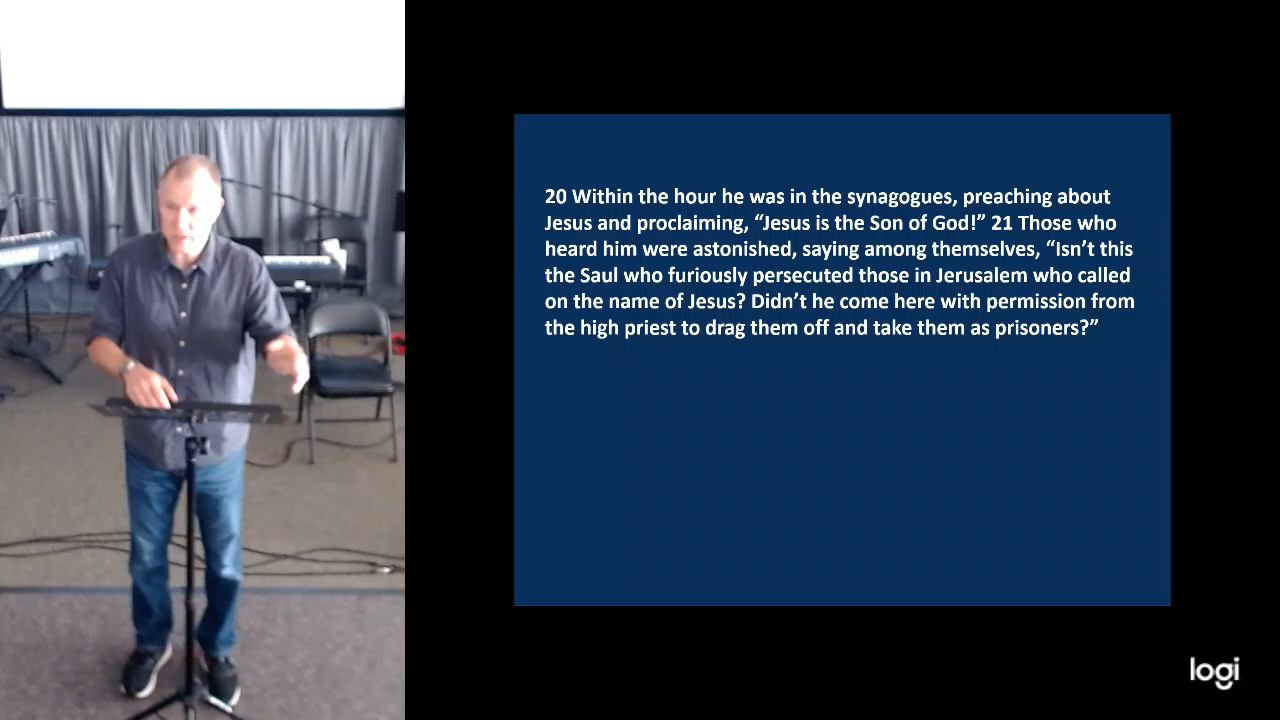 20 Within the hour he was in the synagogues, preaching about
Jesus and proclaiming, “Jesus is the Son of God!” 21 Those who
heard him were astonished, saying among themselves, “Isn’t this
the Saul who furiously persecuted those in Jerusalem who called
on the name of Jesus? Didn’t he come here with permission from
the high priest to drag them off and take them as prisoners?”
logi